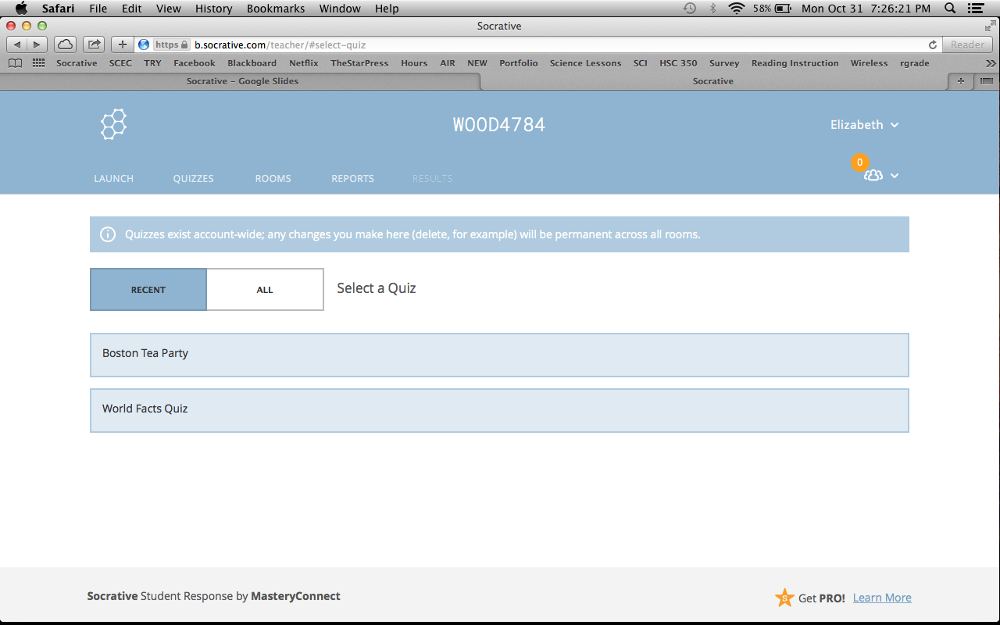 Safari File Edit View History Bookmarks Window Help 58% Mon Oct 31 7:26:21 PM
Socrative
https b.socrative.com/teacher/#select-quiz Reader
Socrative SCEC TRY Facebook Blackboard Netflix TheStarPress Hours AIR NEW Portfolio Science Lessons SCI HSC 350 Survey Reading Instruction Wireless rgrade
Socrative – Google Slides Socrative
WOOD4784 Elizabeth
0
LAUNCH QUIZZES ROOMS REPORTS RESULTS
Quizzes exist account-wide; any changes you make here (delete, for example) will be permanent across all rooms.
RECENT ALL Select a Quiz
Boston Tea Party
World Facts Quiz
Socrative Student Response by MasteryConnect S Get PRO! Learn More